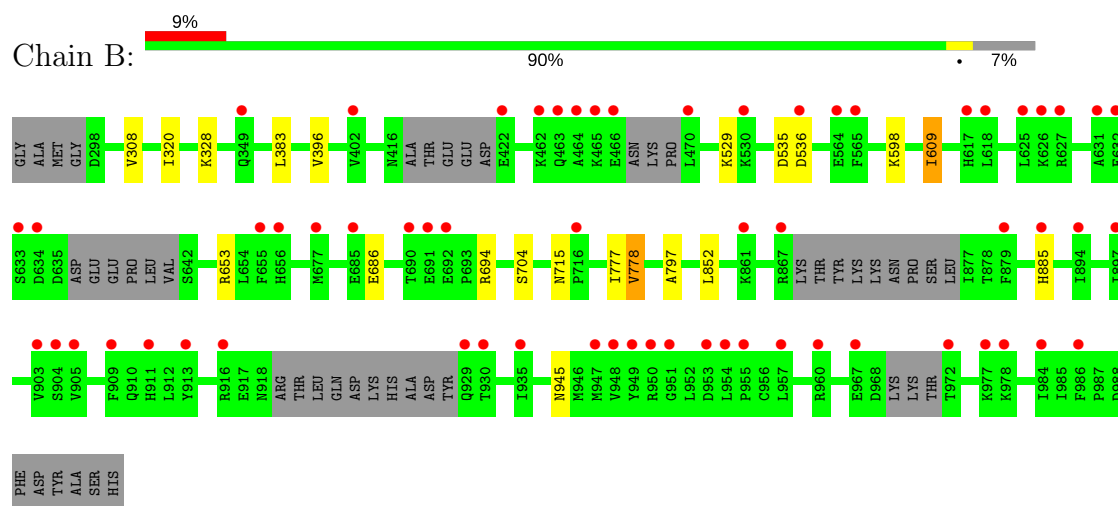 9%
Chain B:
90% • 7%
GLY ALA MET GLY D298 V308 I320 K328 Q349 L383 V396 V402 N416 ALA THR GLU GLU ASP E422 K462 Q463 A464 K465 E466 ASN LYS PRO L470 K529 K530 D535 D536 E564 F565 K598 I609 H617 L618 L625 K626 R627 A631
S633 D634 D635 ASP GLU GLU PRO LEU VAL S642 R653 L654 F655 H656 M677 E685 E686 T690 E691 E692 P693 R694 S704 N715 P716 I777 V778 A797 L852 K861 R867 LYS THR TYR LYS LYS ASN PRO SER LEU I877 T878 F879 H885 I894
V903 S904 V905 F909 Q910 H911 L912 Y913 R916 E917 N918 ARG THR LEU GLN ASP LYS HIS ALA ASP TYR Q929 T930 I935 N945 M946 M947 V948 Y949 R950 G951 L952 D953 L954 P955 C956 L957 R960 E967 D968 LYS LYS THR T972 K977 K978 I984 I985 F986 P987
PHE ASP TYR ALA SER HIS